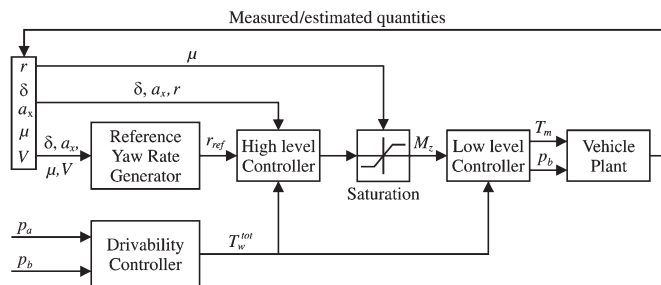 Measured/estimated quantities
r
δ
a_x
μ
V
μ
δ, a_x, r
δ, a_x,
μ, V
Reference
Yaw Rate
Generator
r_ref
High level
Controller
Saturation
M_z
Low level
Controller
T_m
p_b
Vehicle
Plant
p_a
p_b
Drivability
Controller
T_w^tot